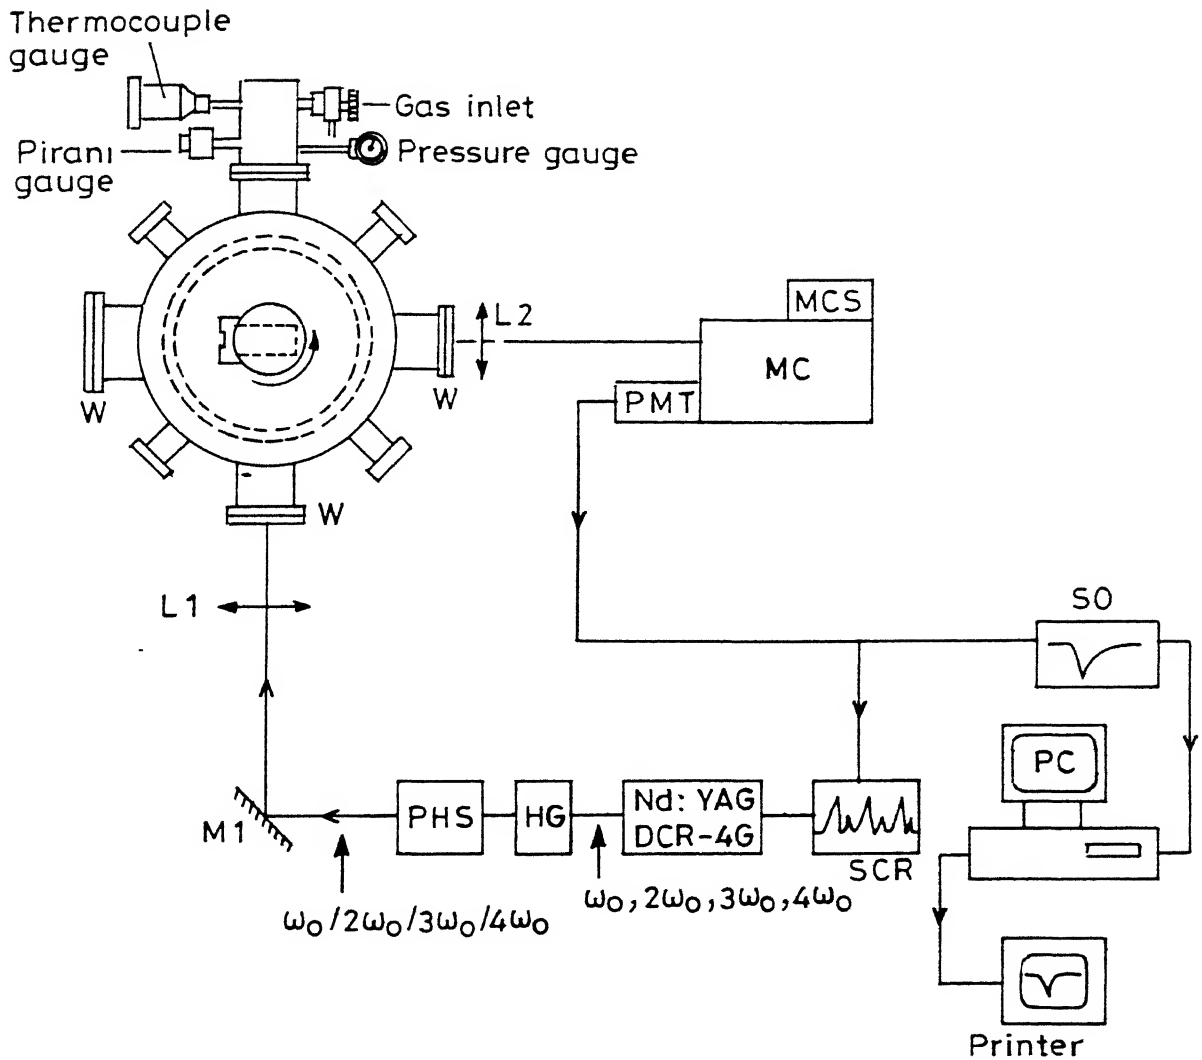 Thermocouple
gauge
Gas inlet
Pirani
gauge
Pressure gauge
MCS
L2
MC
W
W
PMT
W
L1
SO
PC
M1
PHS
HG
Nd: YAG
DCR-4G
SCR
ω₀/2ω₀/3ω₀/4ω₀
ω₀, 2ω₀, 3ω₀, 4ω₀
Printer